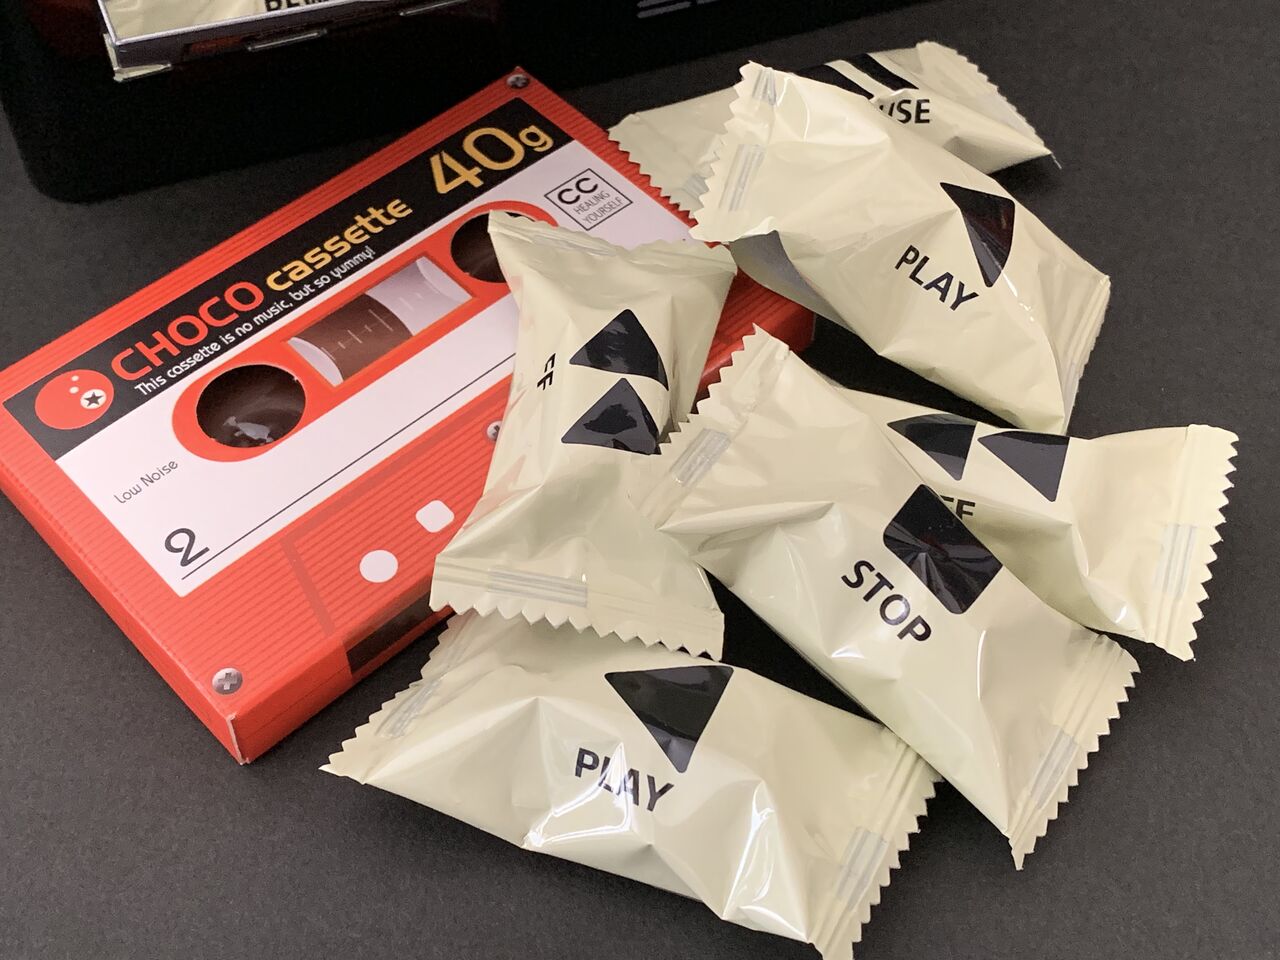 40g
CHOCO cassette
This cassette is no music, but so yummy!
CC
HEALING
YOURSELF
Low Noise
2
PLAY
FF
STOP
PLAY